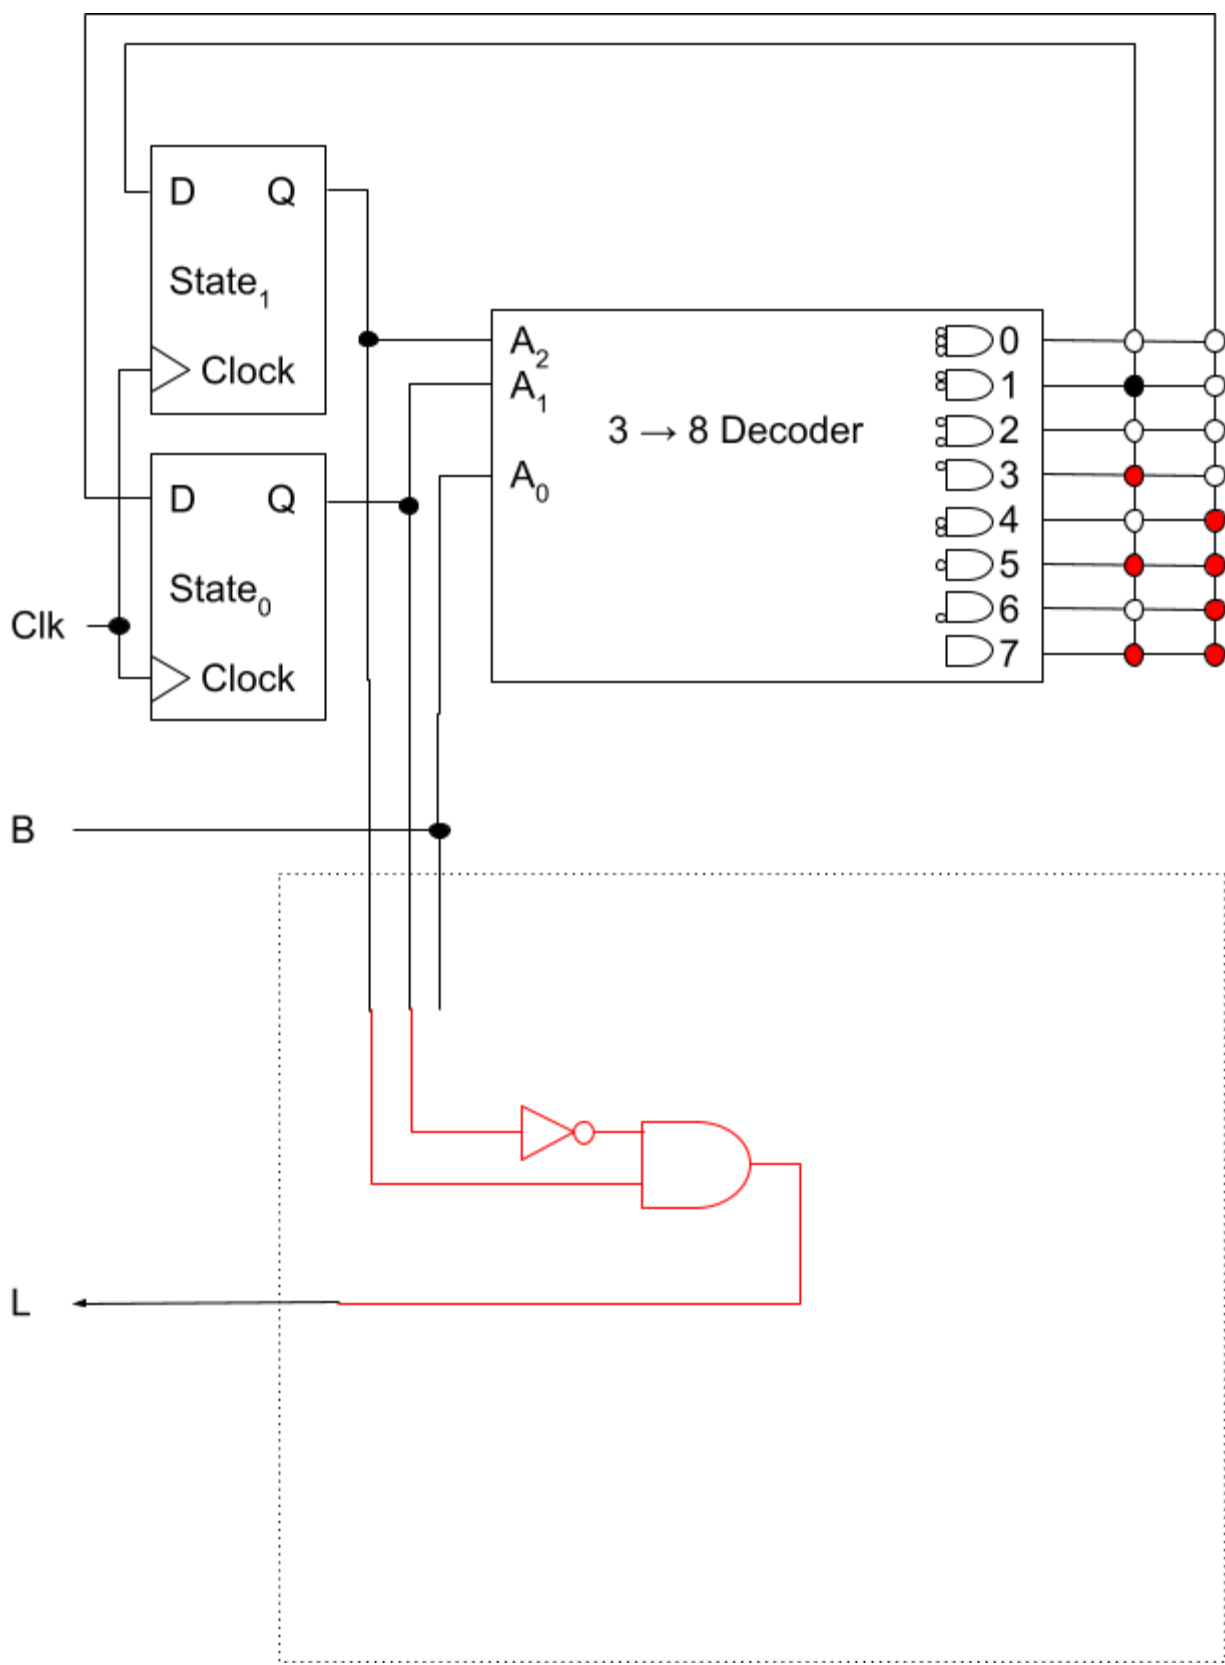 D Q
State1
Clock
D Q
State0
Clock
Clk
A2
A1
A0
3 → 8 Decoder
0
1
2
3
4
5
6
7
B
L